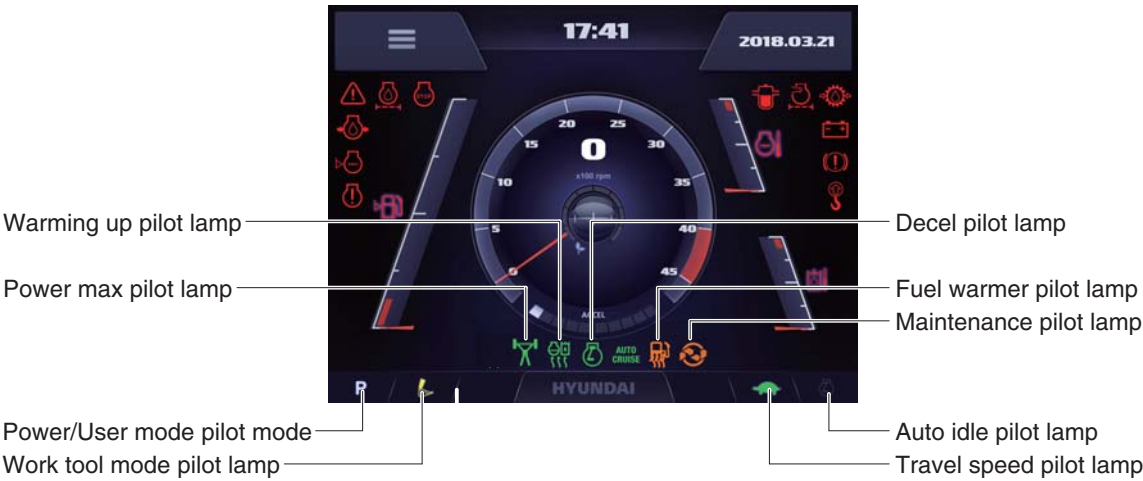 17:41
2018.03.21
STOP
20 25
15 0 30
x100 rpm
10 35
5 40
0 45
ACCEL
AUTO
CRUISE
P HYUNDAI
Warming up pilot lamp
Power max pilot lamp
Power/User mode pilot mode
Work tool mode pilot lamp
Decel pilot lamp
Fuel warmer pilot lamp
Maintenance pilot lamp
Auto idle pilot lamp
Travel speed pilot lamp